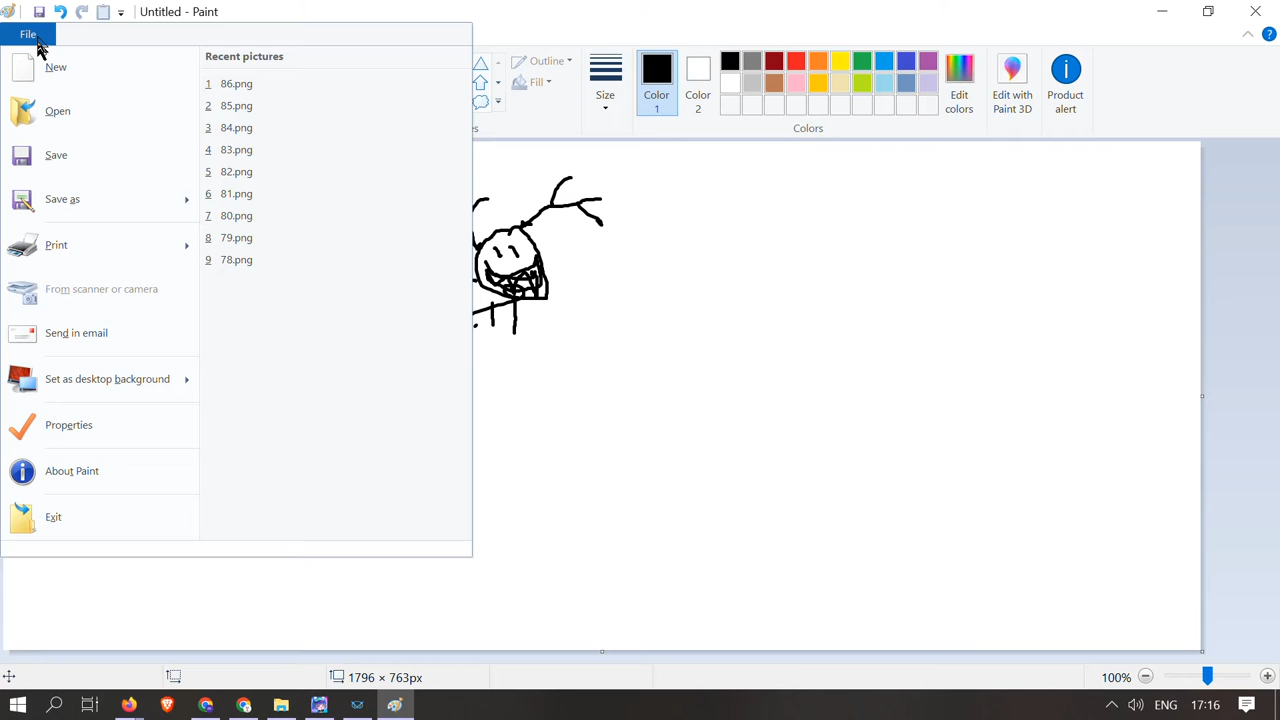 Untitled - Paint
File
New
Open
Save
Save as
Print
From scanner or camera
Send in email
Set as desktop background
Properties
About Paint
Exit
Recent pictures
1 86.png
2 85.png
3 84.png
4 83.png
5 82.png
6 81.png
7 80.png
8 79.png
9 78.png
Outline
Fill
Size
Color 1
Color 2
Edit colors
Edit with Paint 3D
Product alert
Colors
1796 × 763px
100%
ENG
17:16